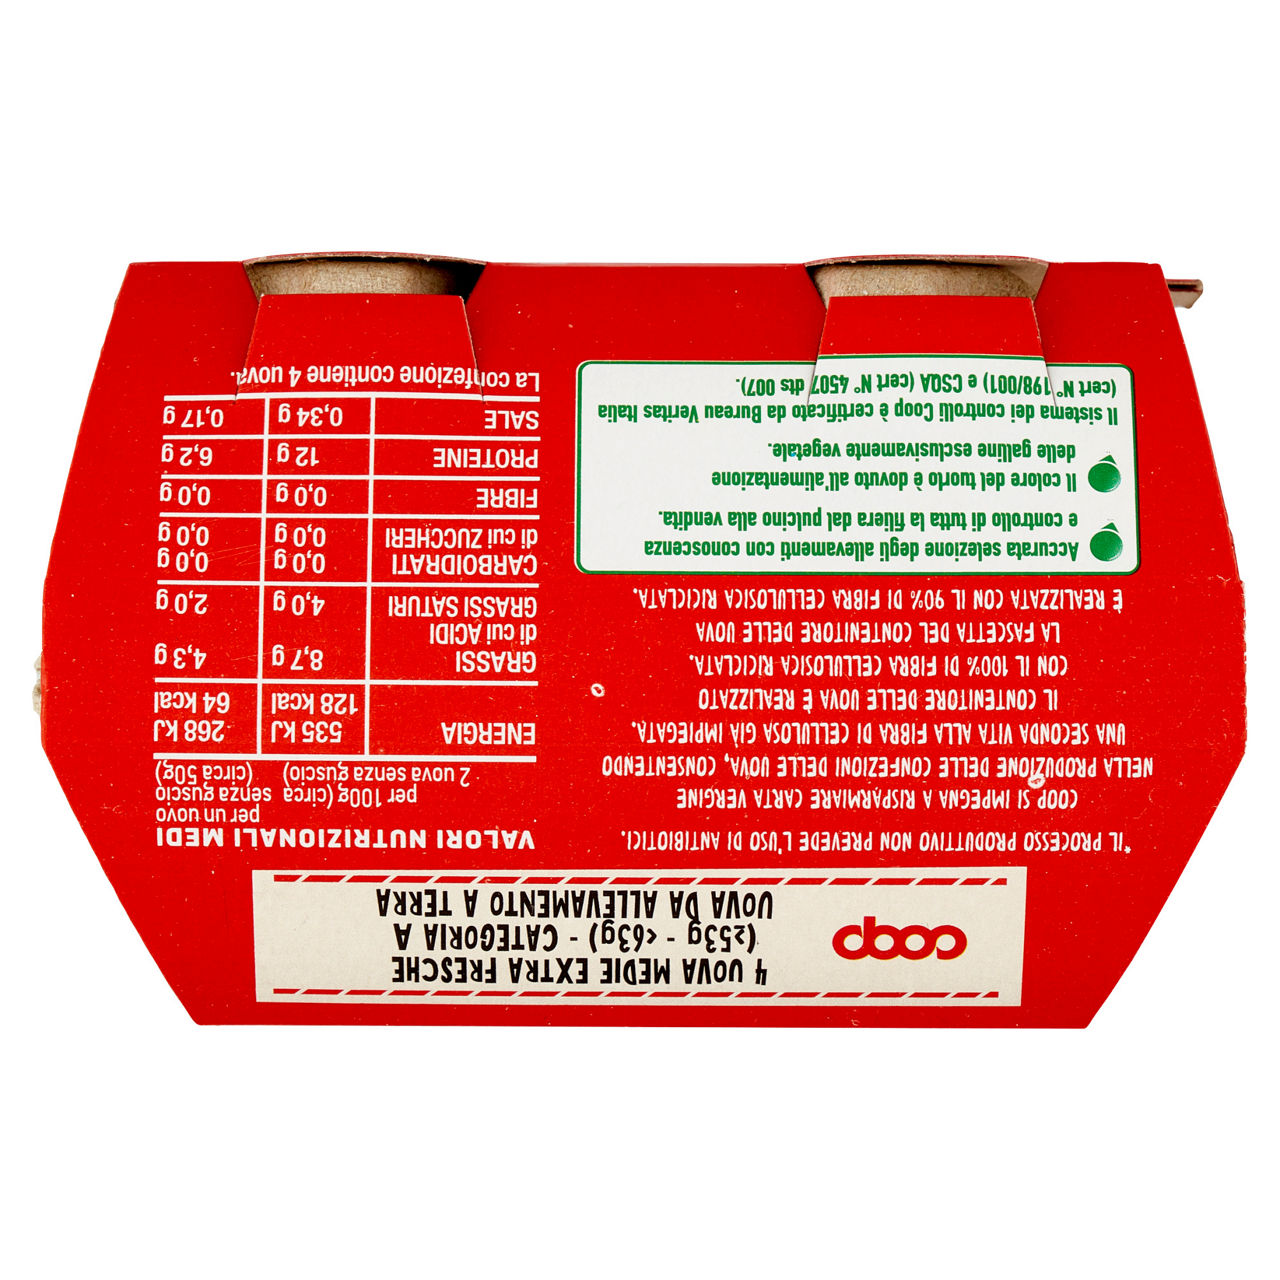 coop
4 UOVA MEDIE EXTRA FRESCHE
(≥53g - <63g) - CATEGORIA A
UOVA DA ALLEVAMENTO A TERRA
*IL PROCESSO PRODUTTIVO NON PREVEDE L'USO DI ANTIBIOTICI.
COOP SI IMPEGNA A RISPARMIARE CARTA VERGINE
NELLA PRODUZIONE DELLE CONFEZIONI DELLE UOVA, CONSENTENDO
UNA SECONDA VITA ALLA FIBRA DI CELLULOSA GIÀ IMPIEGATA.
IL CONTENITORE DELLE UOVA È REALIZZATO
CON IL 100% DI FIBRA CELLULOSICA RICICLATA.
LA FASCETTA DEL CONTENITORE DELLE UOVA
È REALIZZATA CON IL 90% DI FIBRA CELLULOSICA RICICLATA.
Accurata selezione degli allevamenti con conoscenza
e controllo di tutta la filiera dal pulcino alla vendita.
Il colore del tuorlo è dovuto all'alimentazione
delle galline esclusivamente vegetale.
Il sistema dei controlli Coop è certificato da Bureau Veritas Italia
(cert N° 198/001) e CSQA (cert N° 4507 dts 007).
VALORI NUTRIZIONALI MEDI
per 100g (circa 2 uova senza guscio)
per un uovo senza guscio (circa 50g)
ENERGIA 535 kJ 128 kcal 268 kJ 64 kcal
GRASSI 8,7 g 4,3 g
di cui ACIDI
GRASSI SATURI 4,0 g 2,0 g
CARBOIDRATI 0,0 g 0,0 g
di cui ZUCCHERI 0,0 g 0,0 g
FIBRE 0,0 g 0,0 g
PROTEINE 12 g 6,2 g
SALE 0,34 g 0,17 g
La confezione contiene 4 uova.